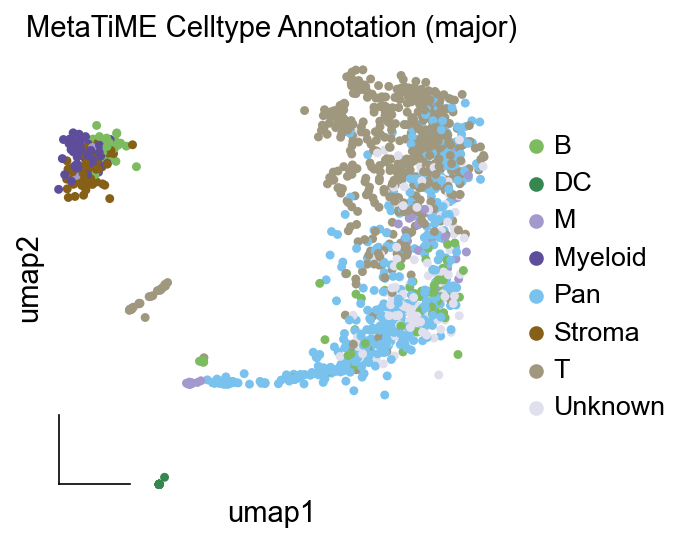 MetaTiME Celltype Annotation (major)
B
DC
M
Myeloid
Pan
Stroma
T
Unknown
umap2
umap1